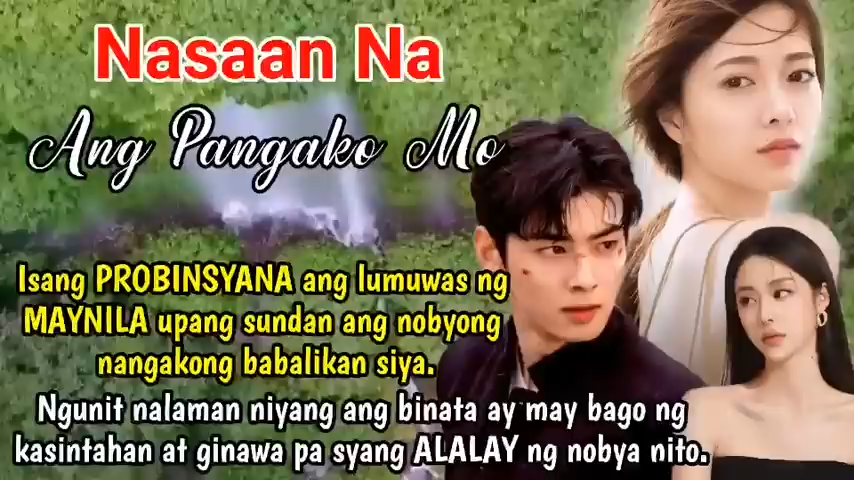 Nasaan Na
Ang Pangako Mo
Isang PROBINSYANA ang lumuwas ng
MAYNILA upang sundan ang nobyong
nangakong babalikan siya.
Ngunit nalaman niyang ang binata ay may bago ng
kasintahan at ginawa pa syang ALALAY ng nobya nito.